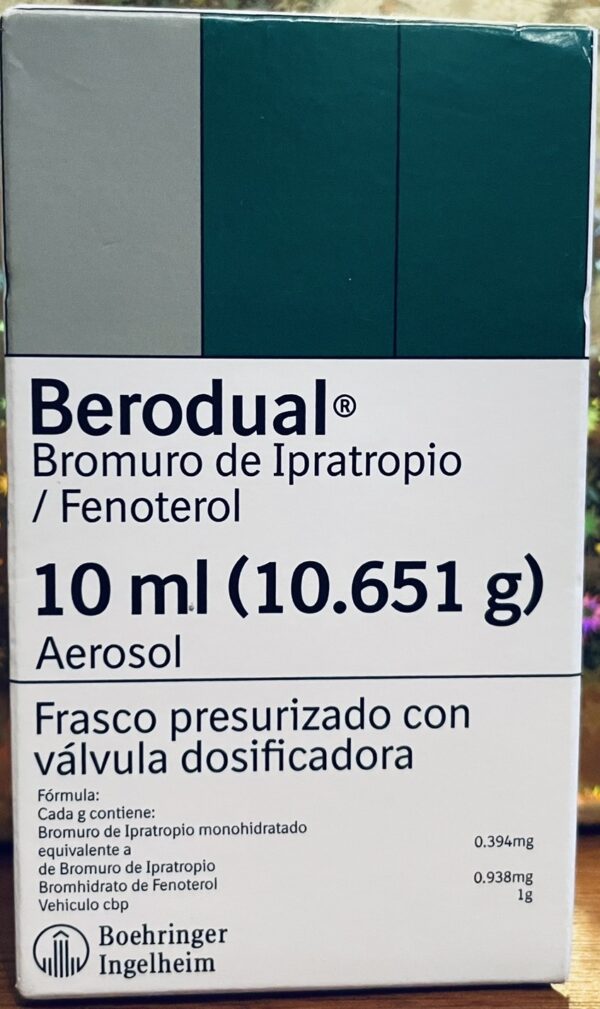 Berodual®
Bromuro de Ipratropio
/ Fenoterol
10 ml (10.651 g)
Aerosol
Frasco presurizado con
válvula dosificadora
Fórmula:
Cada g contiene:
Bromuro de Ipratropio monohidratado
equivalente a 0.394mg
de Bromuro de Ipratropio
Bromhidrato de Fenoterol 0.938mg
Vehiculo cbp 1g
Boehringer
Ingelheim